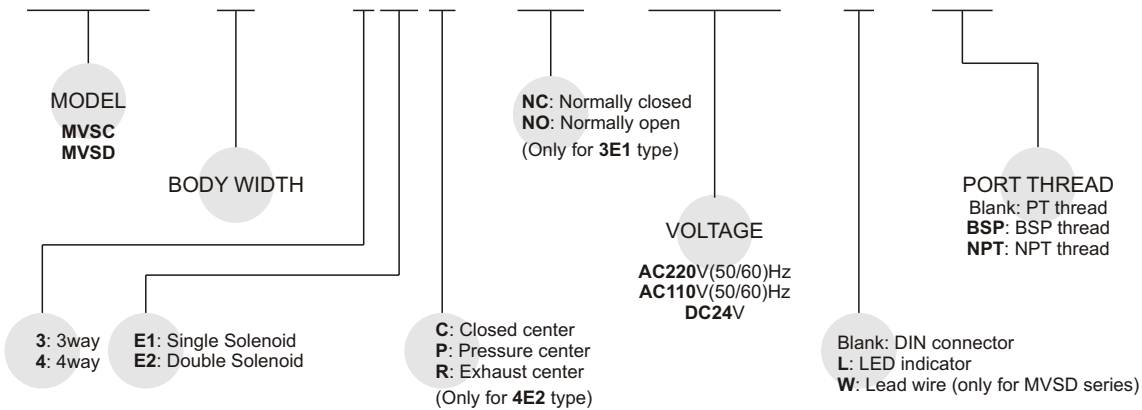 MODEL
MVSC
MVSD
BODY WIDTH
3: 3way
4: 4way
E1: Single Solenoid
E2: Double Solenoid
C: Closed center
P: Pressure center
R: Exhaust center
(Only for 4E2 type)
NC: Normally closed
NO: Normally open
(Only for 3E1 type)
VOLTAGE
AC220V(50/60)Hz
AC110V(50/60)Hz
DC24V
Blank: DIN connector
L: LED indicator
W: Lead wire (only for MVSD series)
PORT THREAD
Blank: PT thread
BSP: BSP thread
NPT: NPT thread